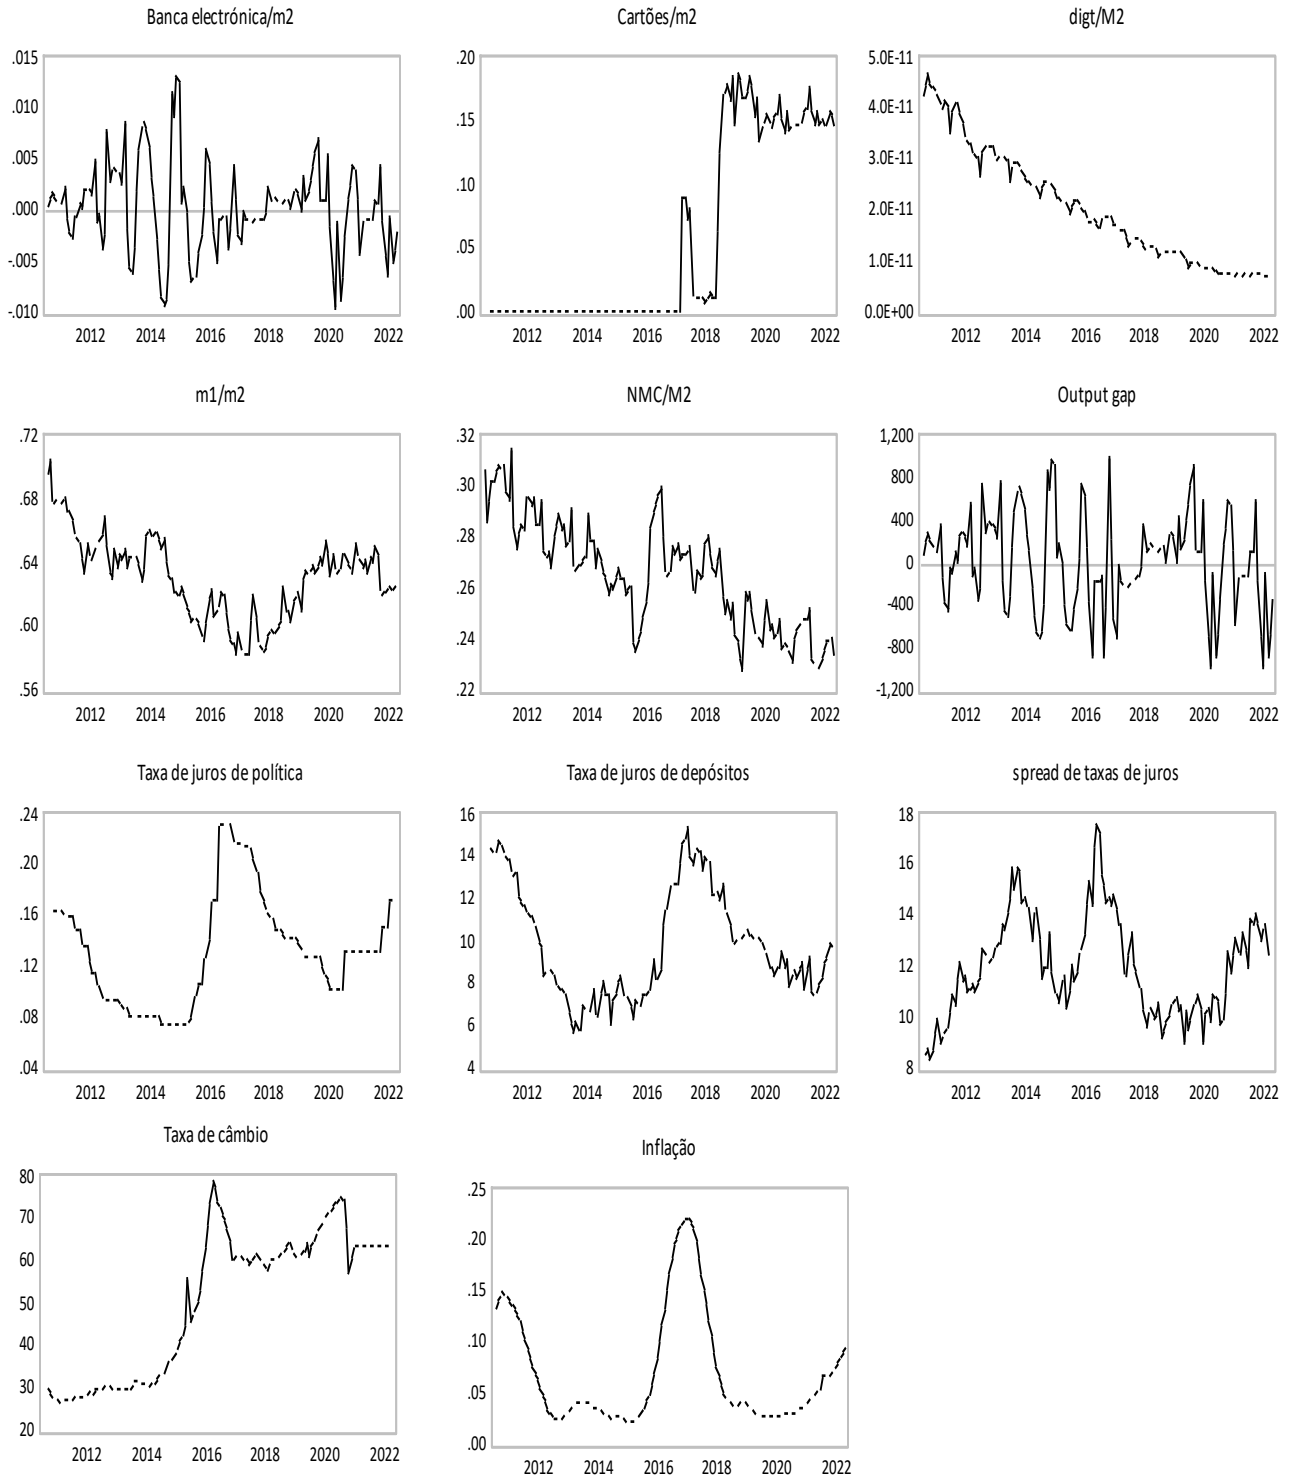 Banca electrónica/m2
.015
.010
.005
.000
-.005
-.010
2012 2014 2016 2018 2020 2022
Cartões/m2
.20
.15
.10
.05
.00
2012 2014 2016 2018 2020 2022
digt/M2
5.0E-11
4.0E-11
3.0E-11
2.0E-11
1.0E-11
0.0E+00
2012 2014 2016 2018 2020 2022
m1/m2
.72
.68
.64
.60
.56
2012 2014 2016 2018 2020 2022
NMC/M2
.32
.30
.28
.26
.24
.22
2012 2014 2016 2018 2020 2022
Output gap
1,200
800
400
0
-400
-800
-1,200
2012 2014 2016 2018 2020 2022
Taxa de juros de política
.24
.20
.16
.12
.08
.04
2012 2014 2016 2018 2020 2022
Taxa de juros de depósitos
16
14
12
10
8
6
4
2012 2014 2016 2018 2020 2022
spread de taxas de juros
18
16
14
12
10
8
2012 2014 2016 2018 2020 2022
Taxa de câmbio
80
70
60
50
40
30
20
2012 2014 2016 2018 2020 2022
Inflação
.25
.20
.15
.10
.05
.00
2012 2014 2016 2018 2020 2022